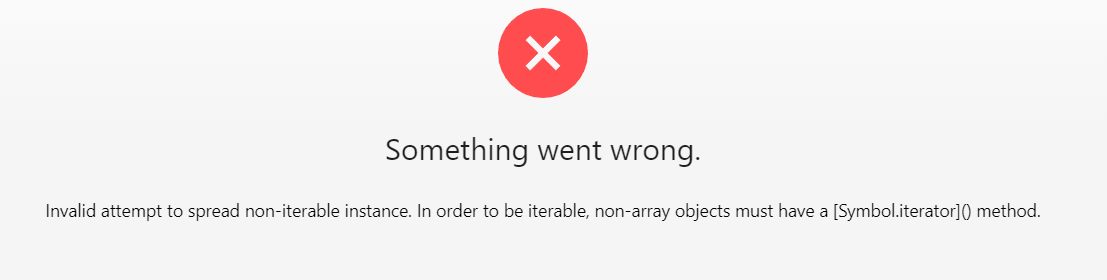 Something went wrong.
Invalid attempt to spread non-iterable instance. In order to be iterable, non-array objects must have a [Symbol.iterator]() method.